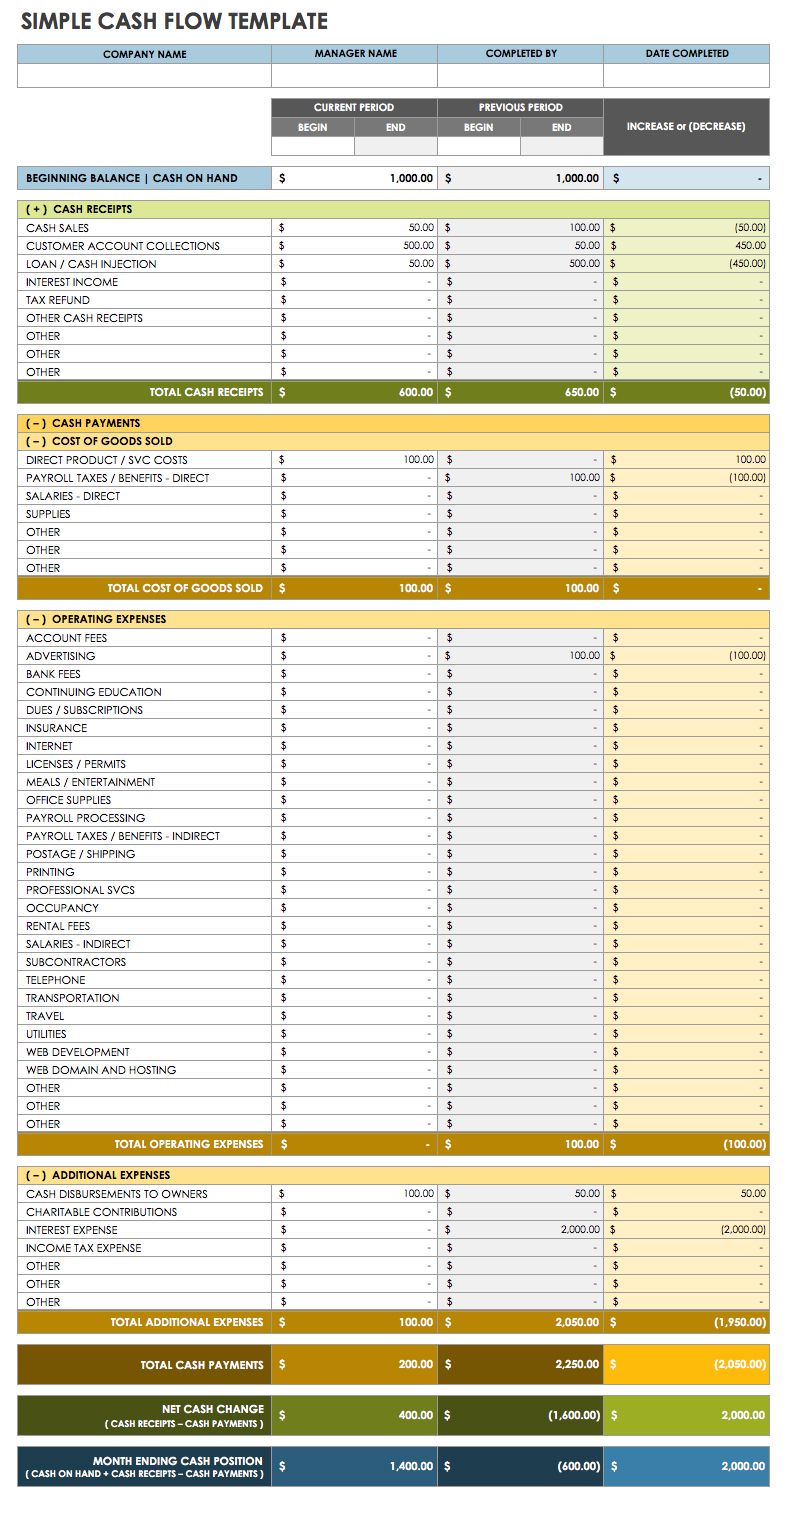 SIMPLE CASH FLOW TEMPLATE
COMPANY NAME MANAGER NAME COMPLETED BY DATE COMPLETED
CURRENT PERIOD PREVIOUS PERIOD INCREASE or (DECREASE)
BEGIN END BEGIN END
BEGINNING BALANCE | CASH ON HAND $ 1,000.00 $ 1,000.00 $ -
( + ) CASH RECEIPTS
CASH SALES $ 50.00 $ 100.00 $ (50.00)
CUSTOMER ACCOUNT COLLECTIONS $ 500.00 $ 50.00 $ 450.00
LOAN / CASH INJECTION $ 50.00 $ 500.00 $ (450.00)
INTEREST INCOME $ - $ - $ -
TAX REFUND $ - $ - $ -
OTHER CASH RECEIPTS $ - $ - $ -
OTHER $ - $ - $ -
OTHER $ - $ - $ -
OTHER $ - $ - $ -
TOTAL CASH RECEIPTS $ 600.00 $ 650.00 $ (50.00)
( – ) CASH PAYMENTS
( – ) COST OF GOODS SOLD
DIRECT PRODUCT / SVC COSTS $ 100.00 $ - $ 100.00
PAYROLL TAXES / BENEFITS - DIRECT $ - $ 100.00 $ (100.00)
SALARIES - DIRECT $ - $ - $ -
SUPPLIES $ - $ - $ -
OTHER $ - $ - $ -
OTHER $ - $ - $ -
OTHER $ - $ - $ -
TOTAL COST OF GOODS SOLD $ 100.00 $ 100.00 $ -
( – ) OPERATING EXPENSES
ACCOUNT FEES $ - $ - $ -
ADVERTISING $ - $ 100.00 $ (100.00)
BANK FEES $ - $ - $ -
CONTINUING EDUCATION $ - $ - $ -
DUES / SUBSCRIPTIONS $ - $ - $ -
INSURANCE $ - $ - $ -
INTERNET $ - $ - $ -
LICENSES / PERMITS $ - $ - $ -
MEALS / ENTERTAINMENT $ - $ - $ -
OFFICE SUPPLIES $ - $ - $ -
PAYROLL PROCESSING $ - $ - $ -
PAYROLL TAXES / BENEFITS - INDIRECT $ - $ - $ -
POSTAGE / SHIPPING $ - $ - $ -
PRINTING $ - $ - $ -
PROFESSIONAL SVCS $ - $ - $ -
OCCUPANCY $ - $ - $ -
RENTAL FEES $ - $ - $ -
SALARIES - INDIRECT $ - $ - $ -
SUBCONTRACTORS $ - $ - $ -
TELEPHONE $ - $ - $ -
TRANSPORTATION $ - $ - $ -
TRAVEL $ - $ - $ -
UTILITIES $ - $ - $ -
WEB DEVELOPMENT $ - $ - $ -
WEB DOMAIN AND HOSTING $ - $ - $ -
OTHER $ - $ - $ -
OTHER $ - $ - $ -
OTHER $ - $ - $ -
TOTAL OPERATING EXPENSES $ - $ 100.00 $ (100.00)
( – ) ADDITIONAL EXPENSES
CASH DISBURSEMENTS TO OWNERS $ 100.00 $ 50.00 $ 50.00
CHARITABLE CONTRIBUTIONS $ - $ - $ -
INTEREST EXPENSE $ - $ 2,000.00 $ (2,000.00)
INCOME TAX EXPENSE $ - $ - $ -
OTHER $ - $ - $ -
OTHER $ - $ - $ -
OTHER $ - $ - $ -
TOTAL ADDITIONAL EXPENSES $ 100.00 $ 2,050.00 $ (1,950.00)
TOTAL CASH PAYMENTS $ 200.00 $ 2,250.00 $ (2,050.00)
NET CASH CHANGE
( CASH RECEIPTS – CASH PAYMENTS ) $ 400.00 $ (1,600.00) $ 2,000.00
MONTH ENDING CASH POSITION
( CASH ON HAND + CASH RECEIPTS – CASH PAYMENTS ) $ 1,400.00 $ (600.00) $ 2,000.00